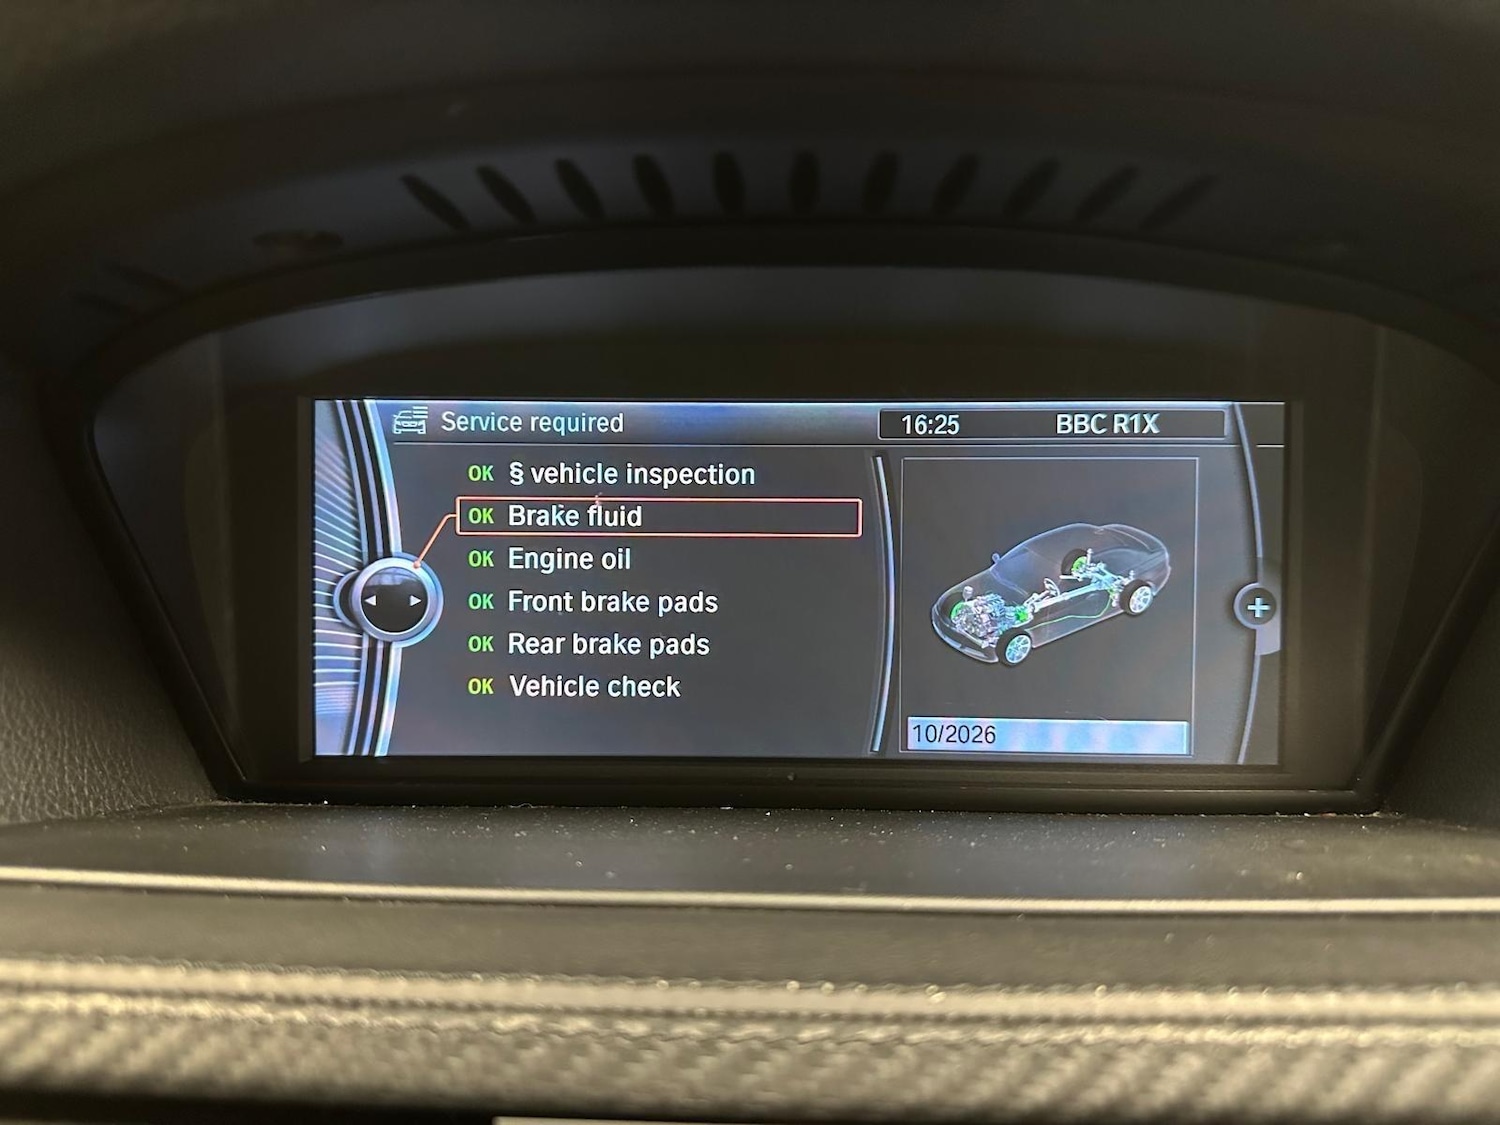 Service required
16:25 BBC R1X
OK § vehicle inspection
OK Brake fluid
OK Engine oil
OK Front brake pads
OK Rear brake pads
OK Vehicle check
10/2026